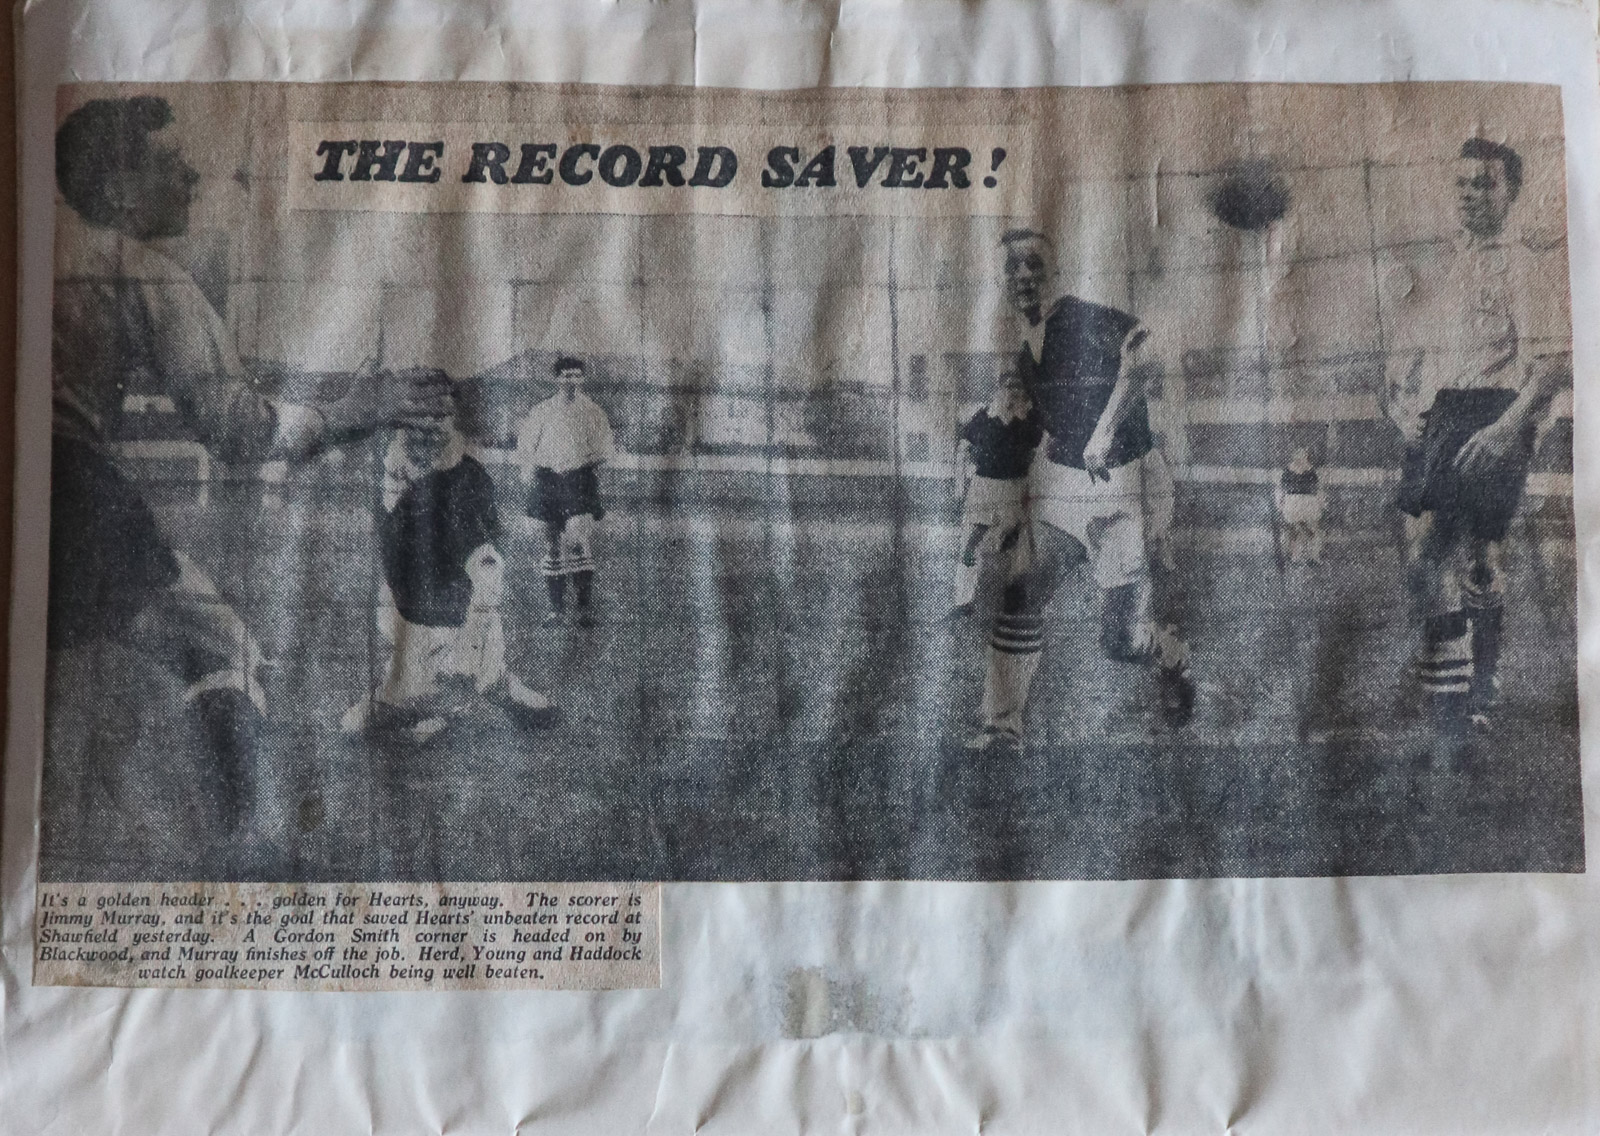 THE RECORD SAVER!
It's a golden header . . . golden for Hearts, anyway. The scorer is
Jimmy Murray, and it's the goal that saved Hearts' unbeaten record at
Shawfield yesterday. A Gordon Smith corner is headed on by
Blackwood, and Murray finishes off the job. Herd, Young and Haddock
watch goalkeeper McCulloch being well beaten.